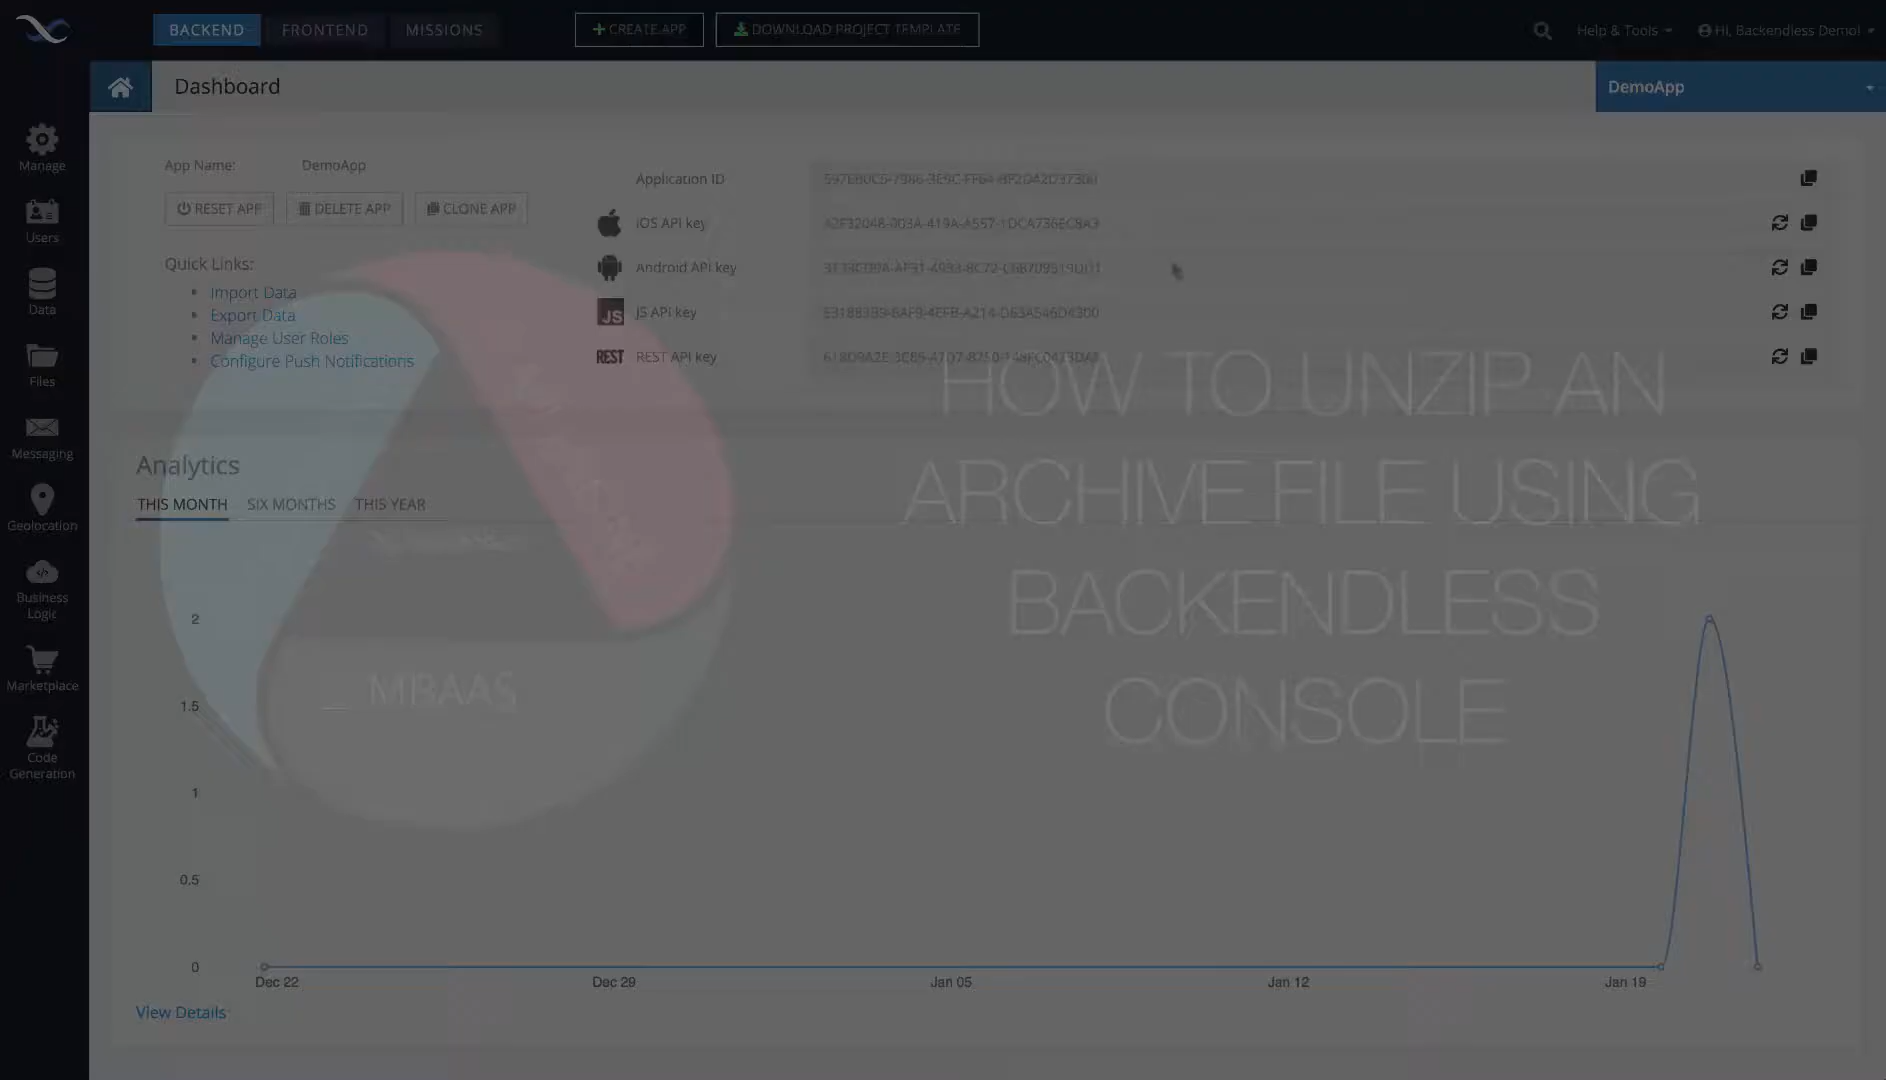 BACKEND FRONTEND MISSIONS CREATE APP DOWNLOAD PROJECT TEMPLATE Help & Tools Hi, Backendless Demo!
Dashboard DemoApp
App Name: DemoApp
RESET APP DELETE APP CLONE APP
Quick Links:
Import Data
Export Data
Manage User Roles
Configure Push Notifications
Application ID
iOS API key
Android API key
JS JS API key
REST REST API key
Manage
Users
Data
Files
Messaging
Geolocation
Business
Logic
Marketplace
Code
Generation
HOW TO UNZIP AN
ARCHIVE FILE USING
BACKENDLESS
CONSOLE
MBAAS
Analytics
THIS MONTH SIX MONTHS THIS YEAR
2
1.5
1
0.5
0
Dec 22 Dec 29 Jan 05 Jan 12 Jan 19
View Details